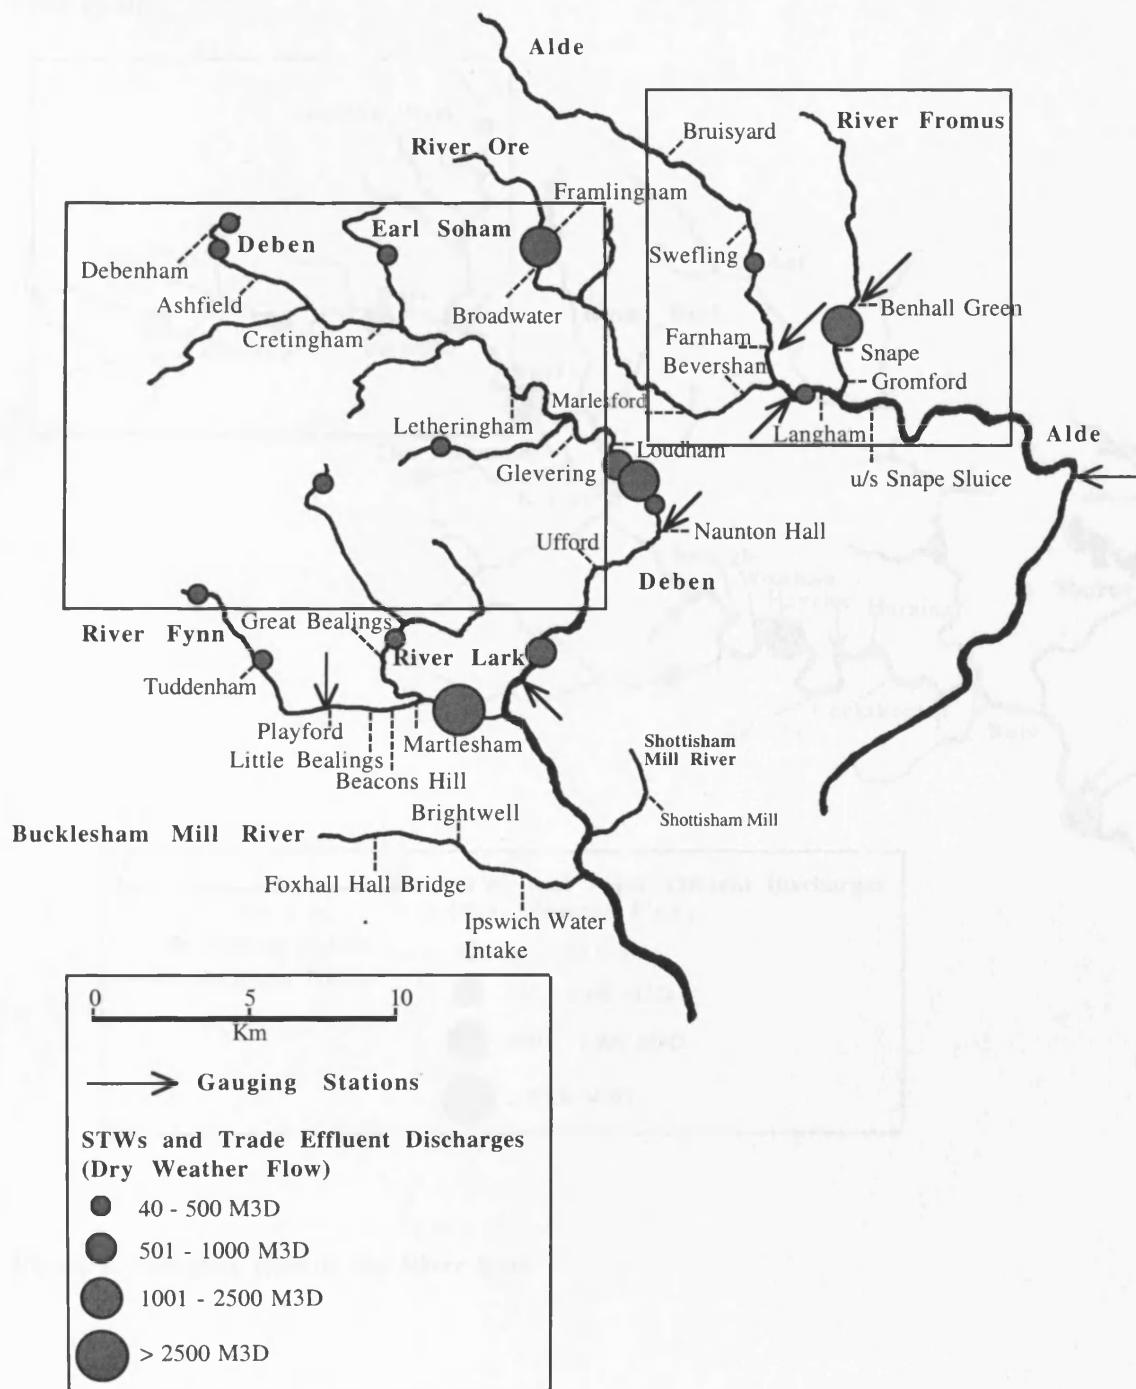 Alde
Bruisyard
River Fromus
River Ore
Framlingham
Earl Soham
Deben
Debenham
Ashfield
Swefling
Broadwater
Cretingham
Benhall Green
Farnham
Snape
Beversham
Gromford
Marlesford
Letheringham
Langham
Alde
Loudham
Glevering
u/s Snape Sluice
Naunton Hall
Ufford
Deben
Great Bealings
River Fynn
River Lark
Tuddenham
Playford
Martlesham
Little Bealings
Beacons Hill
Shottisham
Mill River
Brightwell
Shottisham Mill
Bucklesham Mill River
Foxhall Hall Bridge
Ipswich Water
Intake
0 5 10
Km
Gauging Stations
STWs and Trade Effluent Discharges
(Dry Weather Flow)
40 - 500 M3D
501 - 1000 M3D
1001 - 2500 M3D
> 2500 M3D